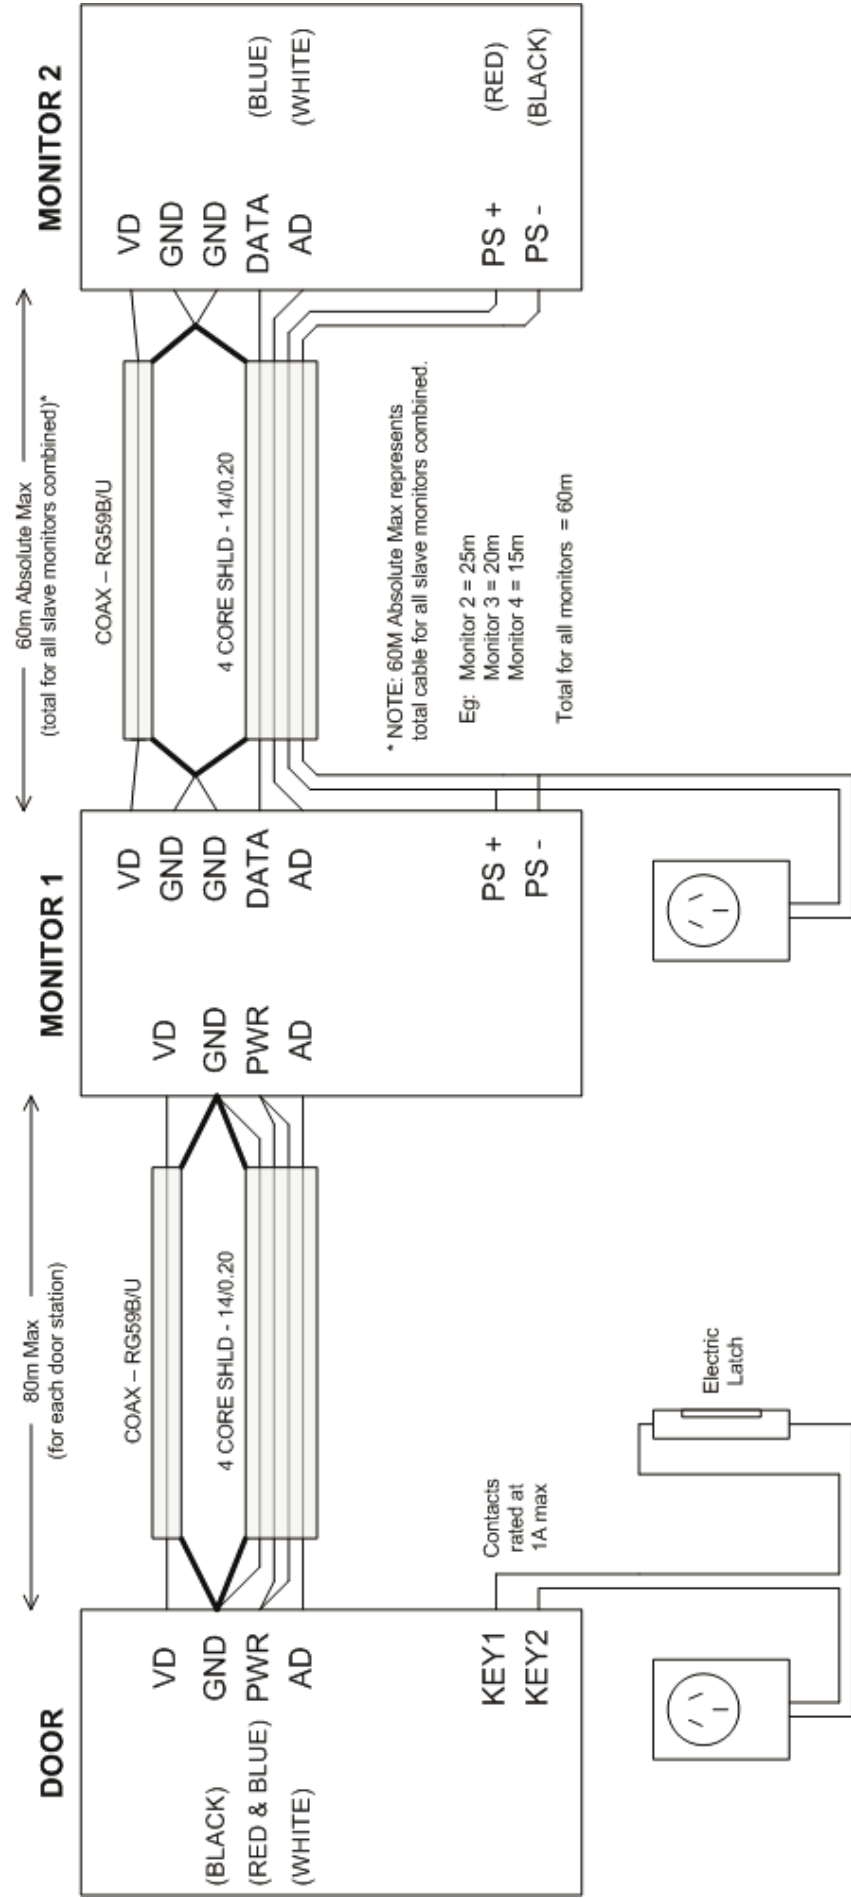 DOOR
MONITOR 1
MONITOR 2
80m Max
(for each door station)
60m Absolute Max
(total for all slave monitors combined)*
COAX – RG59B/U
4 CORE SHLD - 14/0.20
COAX – RG59B/U
4 CORE SHLD - 14/0.20
VD
(BLACK) GND
(RED & BLUE) PWR
(WHITE) AD
KEY1
KEY2
VD
GND
PWR
AD
VD
GND
GND
DATA
AD
PS +
PS -
VD
GND
GND
DATA (BLUE)
AD (WHITE)
PS + (RED)
PS - (BLACK)
Contacts
rated at
1A max
Electric
Latch
* NOTE: 60M Absolute Max represents
total cable for all slave monitors combined.
Eg: Monitor 2 = 25m
Monitor 3 = 20m
Monitor 4 = 15m
Total for all monitors = 60m